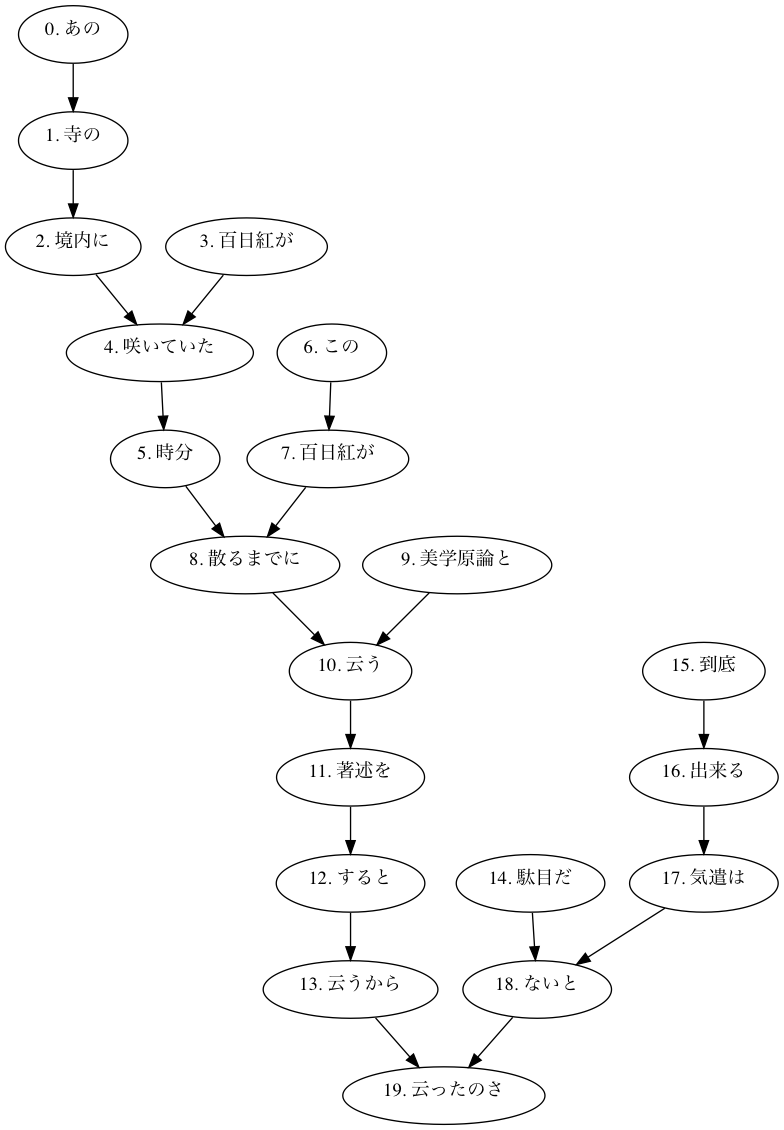 0. あの
1. 寺の
2. 境内に
3. 百日紅が
4. 咲いていた
5. 時分
6. この
7. 百日紅が
8. 散るまでに
9. 美学原論と
10. 云う
11. 著述を
12. すると
13. 云うから
14. 駄目だ
15. 到底
16. 出来る
17. 気遣は
18. ないと
19. 云ったのさ